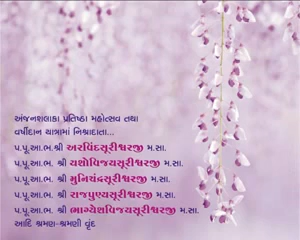 અંજનશલાકા પ્રતિષ્ઠા મહોત્સવ તથા
વર્ષીદાન યાત્રામાં નિશ્રાદાતા...
પ.પૂ.આ.ભ. શ્રી અરવિંદસૂરીશ્વરજી મ.સા.
પ.પૂ.આ.ભ. શ્રી યશોવિજયસૂરીશ્વરજી મ.સા.
પ.પૂ.આ.ભ. શ્રી મુનિચંદ્રસૂરીશ્વરજી મ.સા.
પ.પૂ.આ.ભ. શ્રી રાજપુણ્યસૂરીશ્વરજી મ.સા.
પ.પૂ.આ.ભ. શ્રી ભાગ્યેશવિજયસૂરીશ્વરજી મ.સા.
આદિ શ્રમણ-શ્રમણી વૃંદ